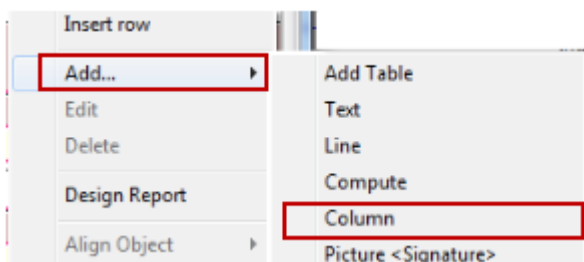 Insert row
Add...
Edit
Delete
Design Report
Align Object
Add Table
Text
Line
Compute
Column
Picture <Signature>